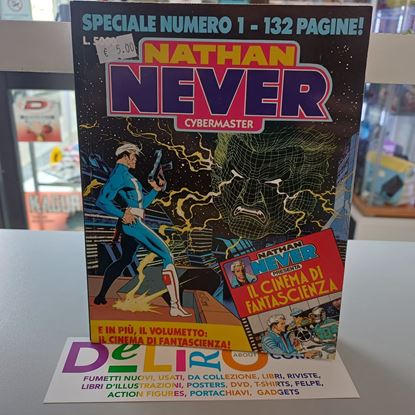 SPECIALE NUMERO 1 - 132 PAGINE!
€ 5.00
NATHAN
NEVER
CYBERMASTER
NATHAN
NEVER
PRESENTA
IL CINEMA DI
FANTASCIENZA
E IN PIÙ, IL VOLUMETTO:
IL CINEMA DI FANTASCIENZA!
DELIRIO
ABOUT
FUMETTI NUOVI, USATI, DA COLLEZIONE, LIBRI, RIVISTE,
LIBRI D'ILLUSTRAZIONI, POSTERS, DVD, T-SHIRTS, FELPE,
ACTION FIGURES, PORTACHIAVI, GADGETS